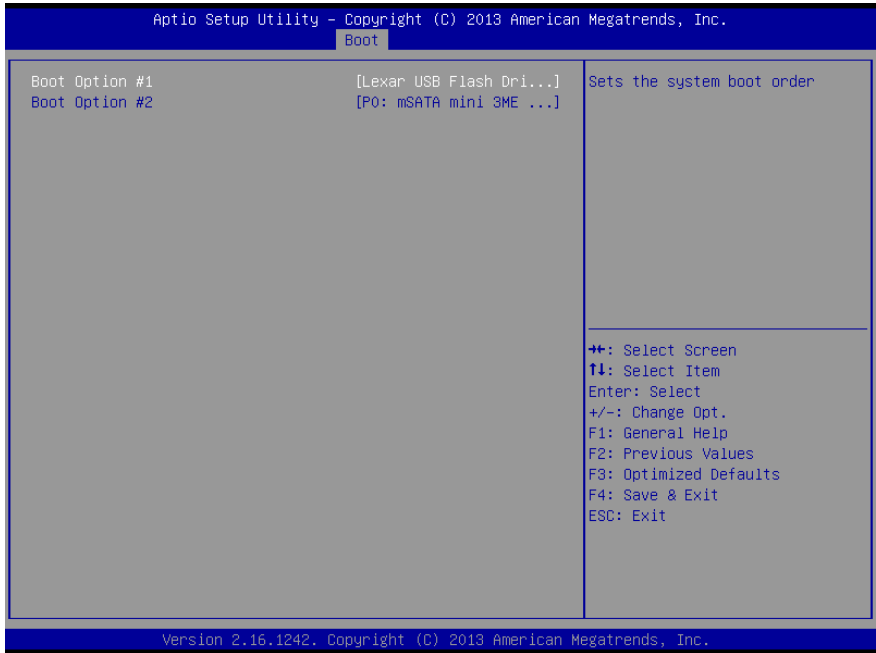 Aptio Setup Utility – Copyright (C) 2013 American Megatrends, Inc.
Boot
Boot Option #1 [Lexar USB Flash Dri...]
Boot Option #2 [P0: mSATA mini 3ME ...]
Sets the system boot order
→←: Select Screen
↑↓: Select Item
Enter: Select
+/-: Change Opt.
F1: General Help
F2: Previous Values
F3: Optimized Defaults
F4: Save & Exit
ESC: Exit
Version 2.16.1242. Copyright (C) 2013 American Megatrends, Inc.